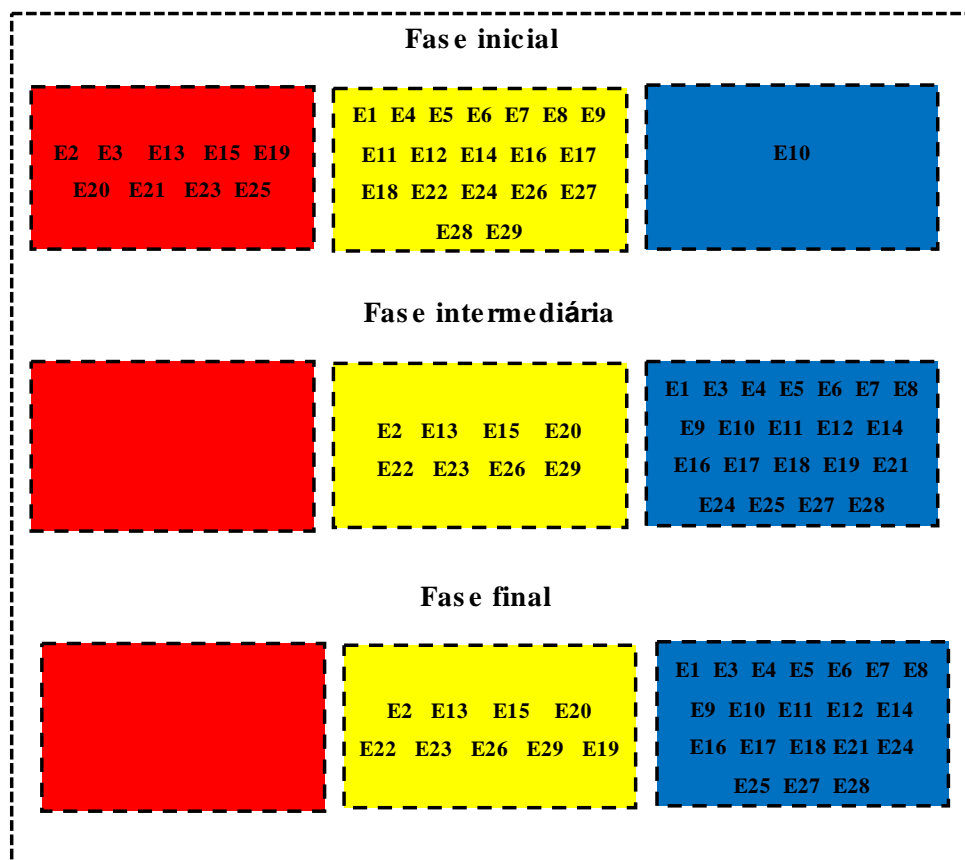 Fase inicial
E2 E3 E13 E15 E19
E20 E21 E23 E25
E1 E4 E5 E6 E7 E8 E9
E11 E12 E14 E16 E17
E18 E22 E24 E26 E27
E28 E29
E10
Fase intermediária
E2 E13 E15 E20
E22 E23 E26 E29
E1 E3 E4 E5 E6 E7 E8
E9 E10 E11 E12 E14
E16 E17 E18 E19 E21
E24 E25 E27 E28
Fase final
E2 E13 E15 E20
E22 E23 E26 E29 E19
E1 E3 E4 E5 E6 E7 E8
E9 E10 E11 E12 E14
E16 E17 E18 E21 E24
E25 E27 E28